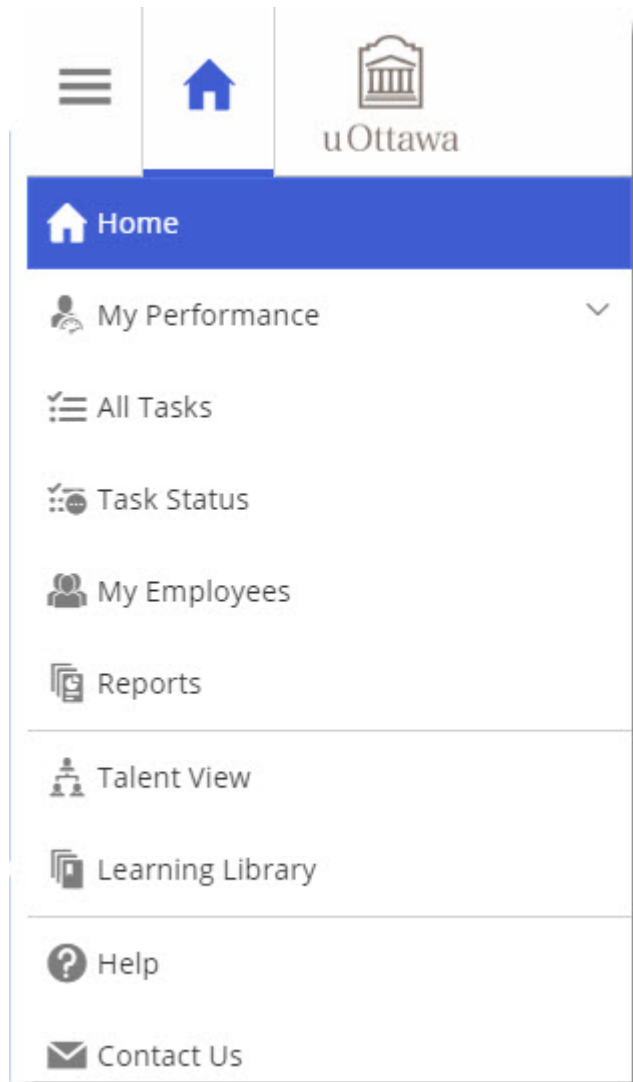 uOttawa
Home
My Performance
All Tasks
Task Status
My Employees
Reports
Talent View
Learning Library
Help
Contact Us